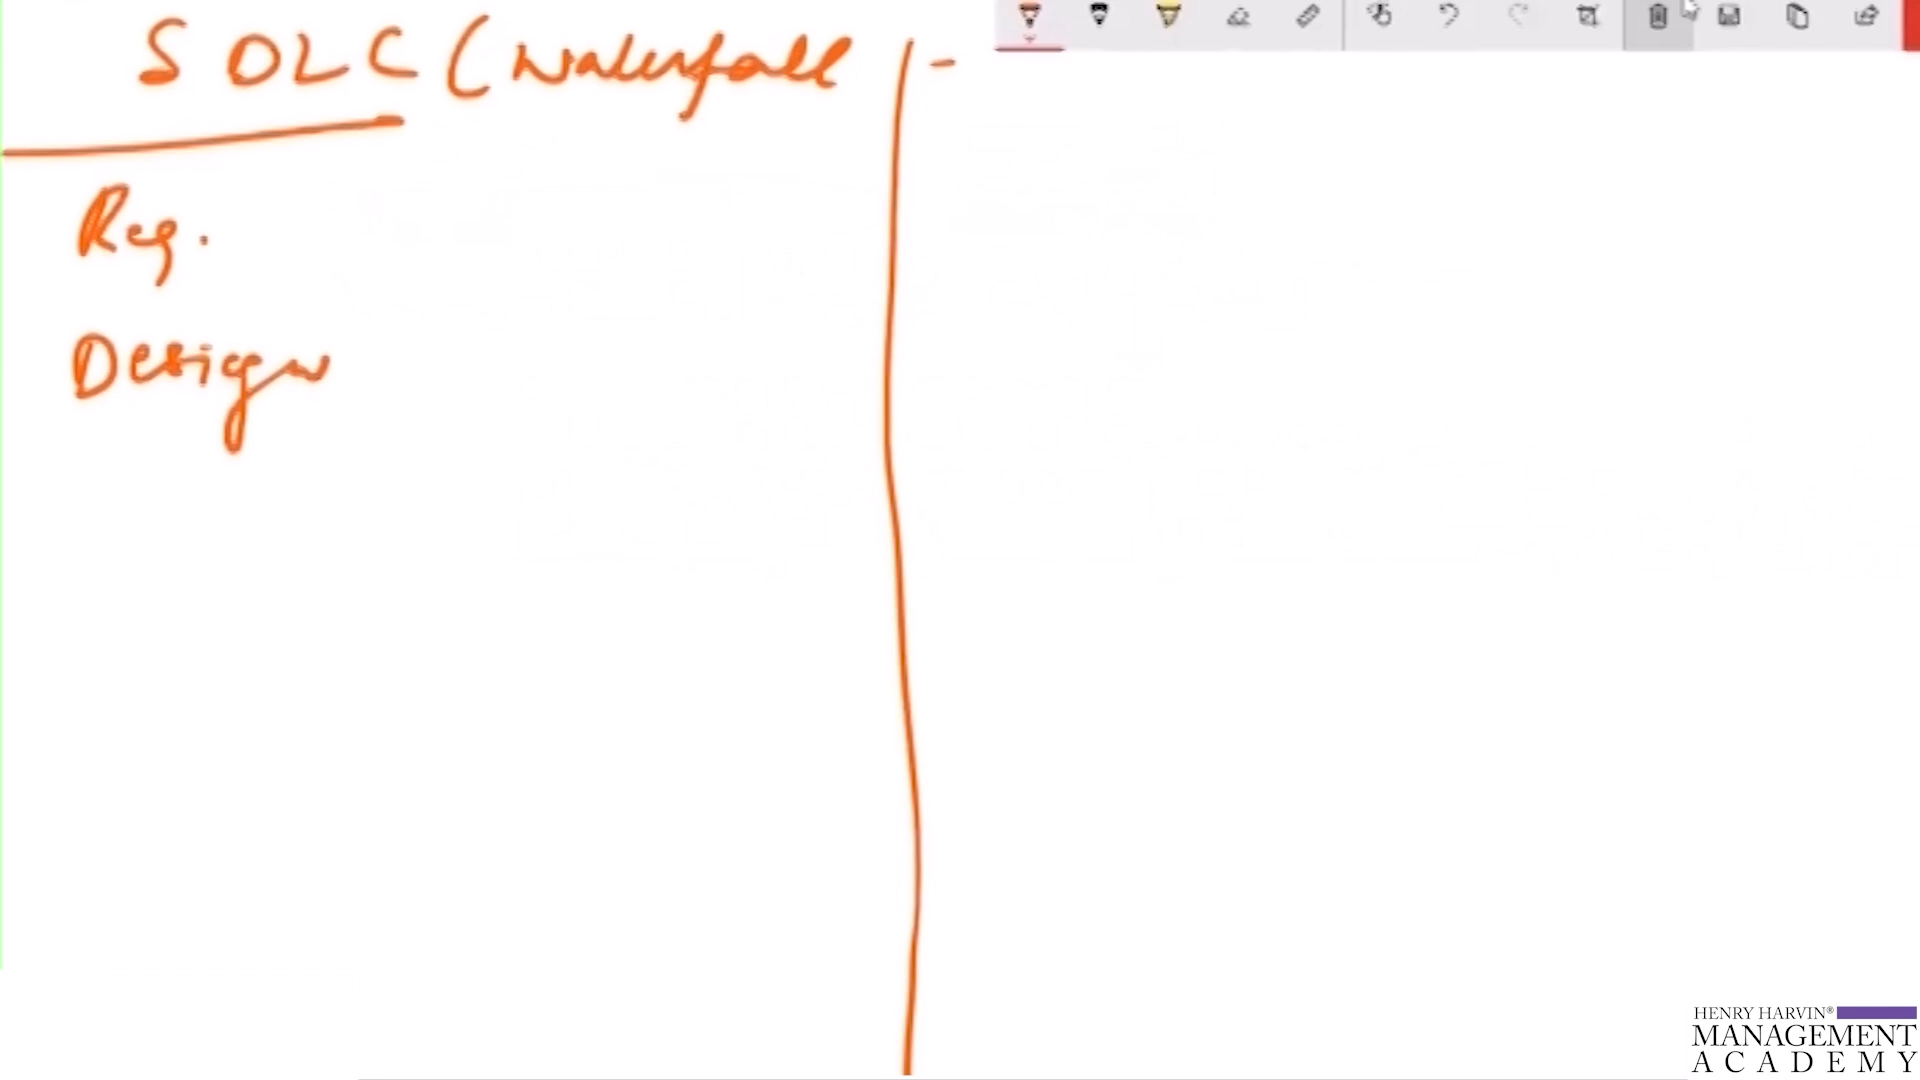 SDLC (Waterfall
Req.
Design
HENRY HARVIN®
MANAGEMENT
ACADEMY